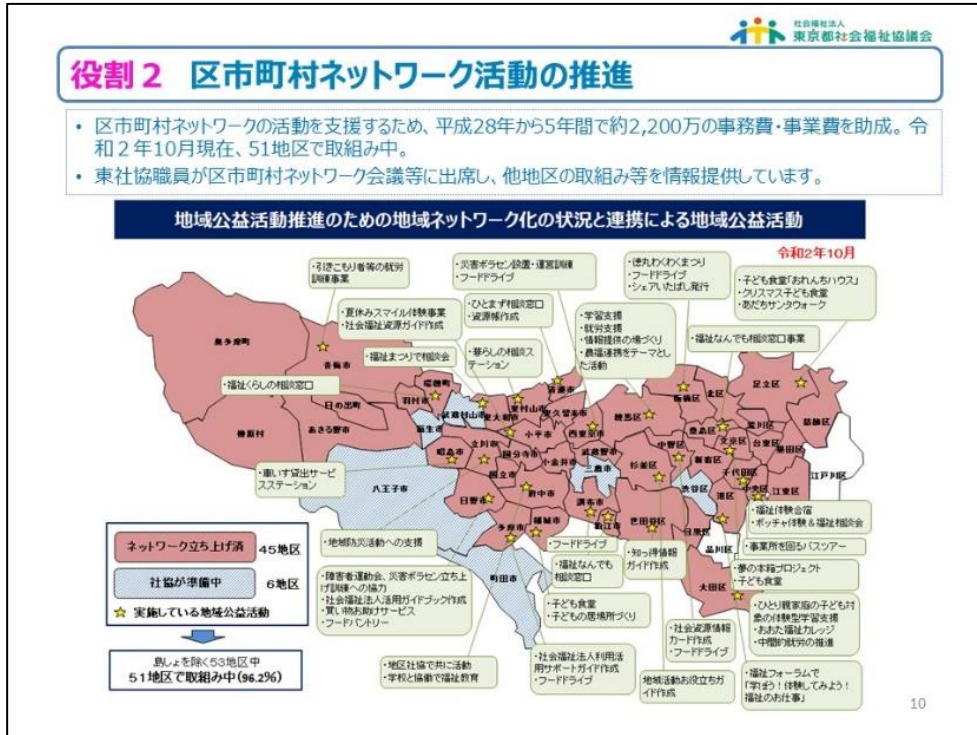 社会福祉法人
東京都社会福祉協議会
役割2 区市町村ネットワーク活動の推進
• 区市町村ネットワークの活動を支援するため、平成28年から5年間で約2,200万の事務費・事業費を助成。令
和2年10月現在、51地区で取組み中。
• 東社協職員が区市町村ネットワーク会議等に出席し、他地区の取組み等を情報提供しています。
地域公益活動推進のための地域ネットワーク化の状況と連携による地域公益活動
令和2年10月
・引きこもり者等の就労
訓練事業
・災害ボラセン設置・運営訓練
・フードドライブ
・徳丸わくわくまつり
・フードドライブ
・シェアいたばし発行
・子ども食堂「おれんちハウス」
・クリスマス子ども食堂
・あだちサンタウォーク
・夏休みスマイル体験事業
・社会福祉資源ガイド作成
・ひとまず相談窓口
・資源帳作成
・学習支援
・就労支援
・情報提供の場づくり
・農福連携をテーマとし
た活動
・福祉なんでも相談窓口事業
・福祉まつりで相談会
・暮らしの相談ス
テーション
・福祉くらしの相談窓口
奥多摩町
青梅市
檜原村
日の出町
あきる野市
瑞穂町
羽村市
福生市
武蔵村山市
東大和市
東村山市
清瀬市
東久留米市
西東京市
小平市
昭島市
立川市
国分寺市
国立市
小金井市
武蔵野市
三鷹市
八王子市
日野市
府中市
調布市
狛江市
多摩市
稲城市
町田市
練馬区
板橋区
北区
足立区
葛飾区
豊島区
文京区
荒川区
台東区
墨田区
中野区
杉並区
新宿区
千代田区
中央区
江東区
江戸川区
渋谷区
港区
世田谷区
目黒区
品川区
大田区
・車いす貸出サービ
スステーション
・地域防災活動への支援
・障害者運動会、災害ボラセン立ち上
げ訓練への協力
・社会福祉法人活用ガイドブック作成
・買い物お助けサービス
・フードパントリー
・地区社協で共に活動
・学校と協働で福祉教育
・フードドライブ
・福祉なんでも
相談窓口
・子ども食堂
・子どもの居場所づくり
・社会福祉法人利用活
用サポートガイド作成
・フードドライブ
・知っ得情報
ガイド作成
・社会資源情報
カード作成
・フードドライブ
地域活動お役立ちガ
イド作成
・福祉体験合宿
・ボッチャ体験＆福祉相談会
・事業所を回るバスツアー
・夢の本箱プロジェクト
・子ども食堂
・ひとり親家庭の子ども対
象の体験型学習支援
・おおた福祉カレッジ
・中間的就労の推進
・福祉フォーラムで
「学ぼう！体験してみよう！
福祉のお仕事」
ネットワーク立ち上げ済 45地区
社協が準備中 6地区
実施している地域公益活動
島しょを除く53地区中
51地区で取組み中(96.2%)
10